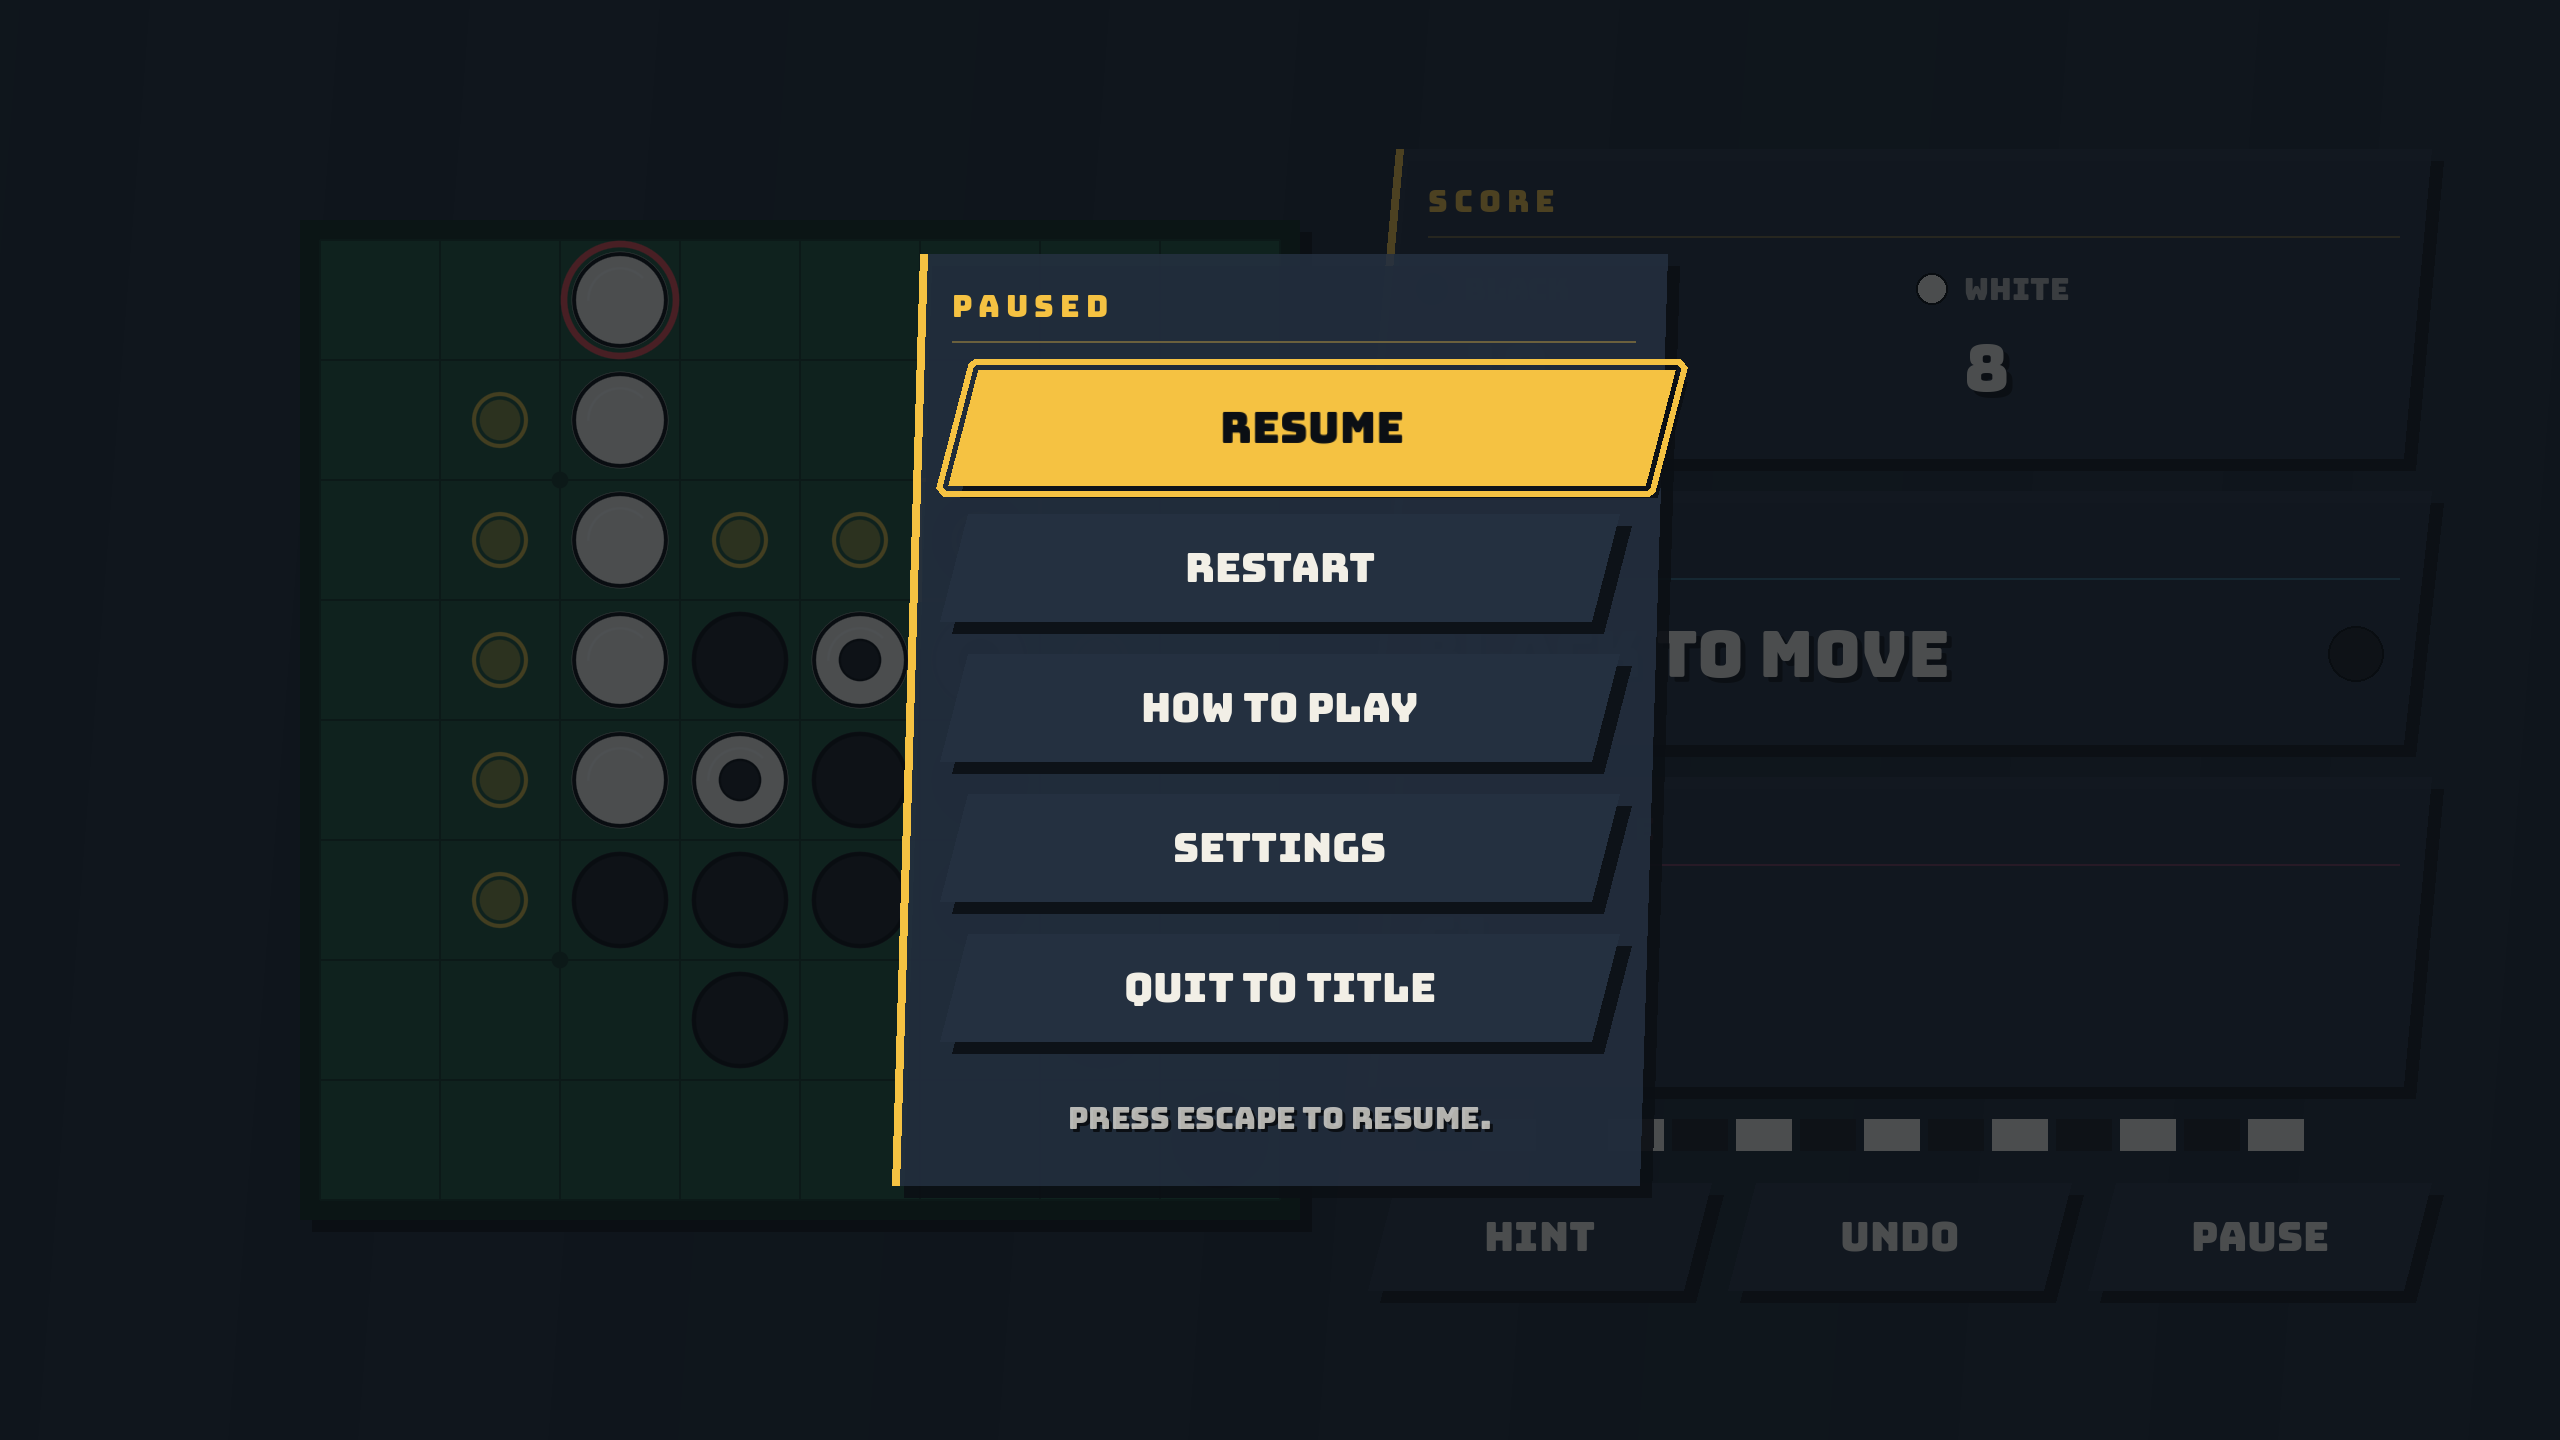 SCORE
WHITE
8
PAUSED
RESUME
RESTART
HOW TO PLAY
TO MOVE
SETTINGS
QUIT TO TITLE
PRESS ESCAPE TO RESUME.
HINT
UNDO
PAUSE